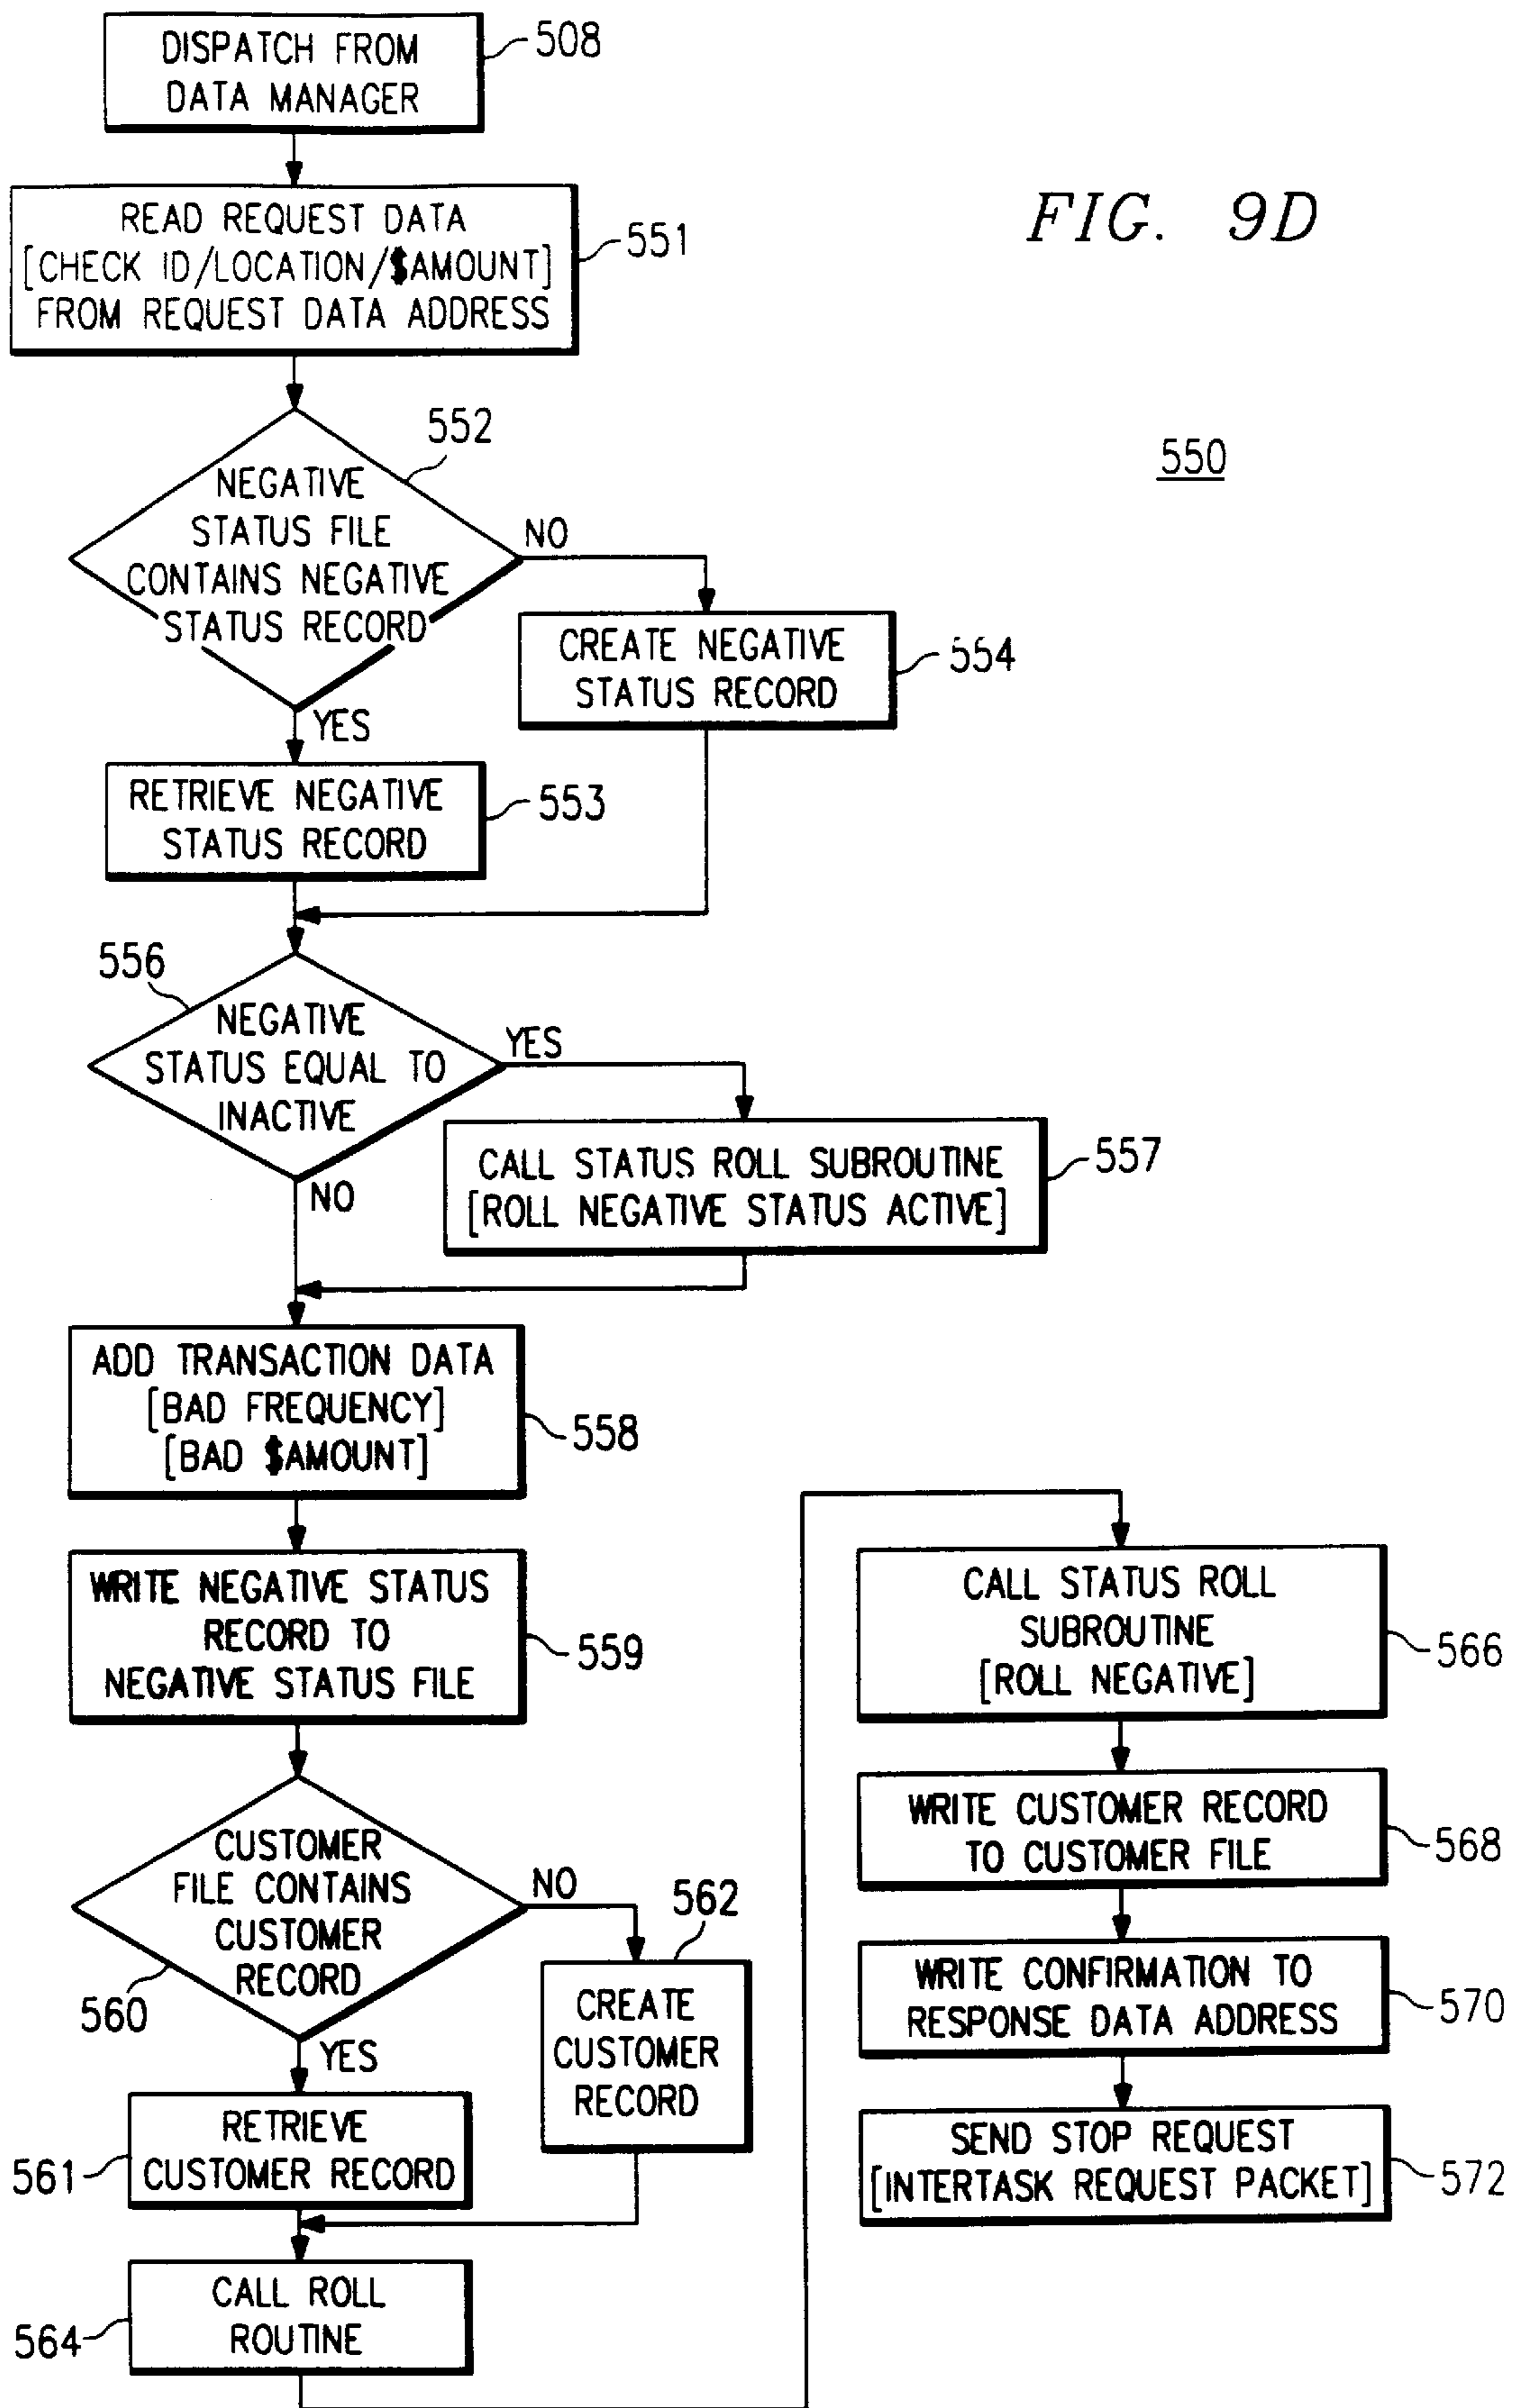 DISPATCH FROM
DATA MANAGER
508
READ REQUEST DATA
[CHECK ID/LOCATION/$AMOUNT]
FROM REQUEST DATA ADDRESS
551
FIG. 9D
550
552
NEGATIVE
STATUS FILE
CONTAINS NEGATIVE
STATUS RECORD
NO
CREATE NEGATIVE
STATUS RECORD
554
YES
RETRIEVE NEGATIVE
STATUS RECORD
553
556
NEGATIVE
STATUS EQUAL TO
INACTIVE
YES
CALL STATUS ROLL SUBROUTINE
[ROLL NEGATIVE STATUS ACTIVE]
557
NO
ADD TRANSACTION DATA
[BAD FREQUENCY]
[BAD $AMOUNT]
558
WRITE NEGATIVE STATUS
RECORD TO
NEGATIVE STATUS FILE
559
CUSTOMER
FILE CONTAINS
CUSTOMER
RECORD
560
NO
562
CREATE
CUSTOMER
RECORD
YES
RETRIEVE
CUSTOMER RECORD
561
CALL ROLL
ROUTINE
564
CALL STATUS ROLL
SUBROUTINE
[ROLL NEGATIVE]
566
WRITE CUSTOMER RECORD
TO CUSTOMER FILE
568
WRITE CONFIRMATION TO
RESPONSE DATA ADDRESS
570
SEND STOP REQUEST
[INTERTASK REQUEST PACKET]
572